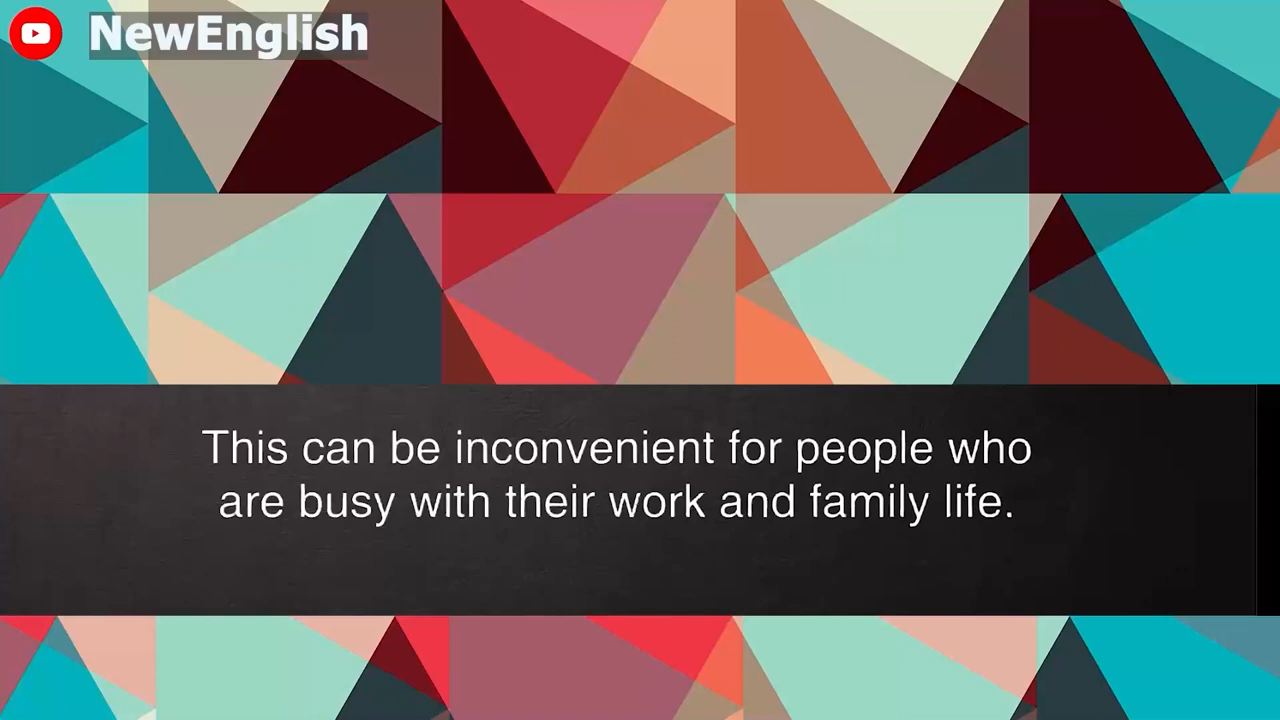 NewEnglish
This can be inconvenient for people who
are busy with their work and family life.